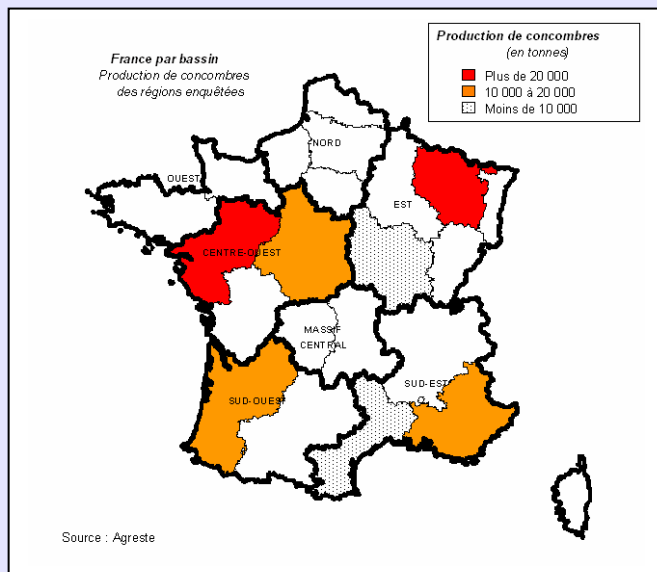 France par bassin
Production de concombres
des régions enquêtées
Production de concombres
(en tonnes)
Plus de 20 000
10 000 à 20 000
Moins de 10 000
NORD
OUEST
EST
CENTRE-OUEST
MASSIF
CENTRAL
SUD-EST
SUD-OUEST
Source : Agreste